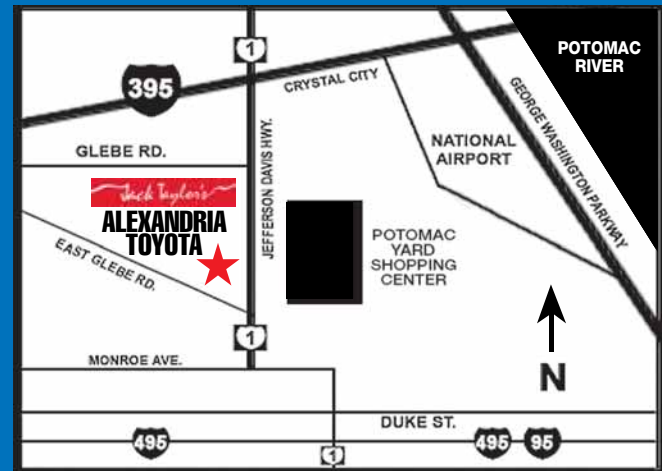 1
POTOMAC
RIVER
395
CRYSTAL CITY
GLEBE RD.
JEFFERSON DAVIS HWY.
NATIONAL
AIRPORT
GEORGE WASHINGTON PARKWAY
Jack Taylor's
ALEXANDRIA
TOYOTA
EAST GLEBE RD.
POTOMAC
YARD
SHOPPING
CENTER
1
MONROE AVE.
N
DUKE ST.
495
1
495
95